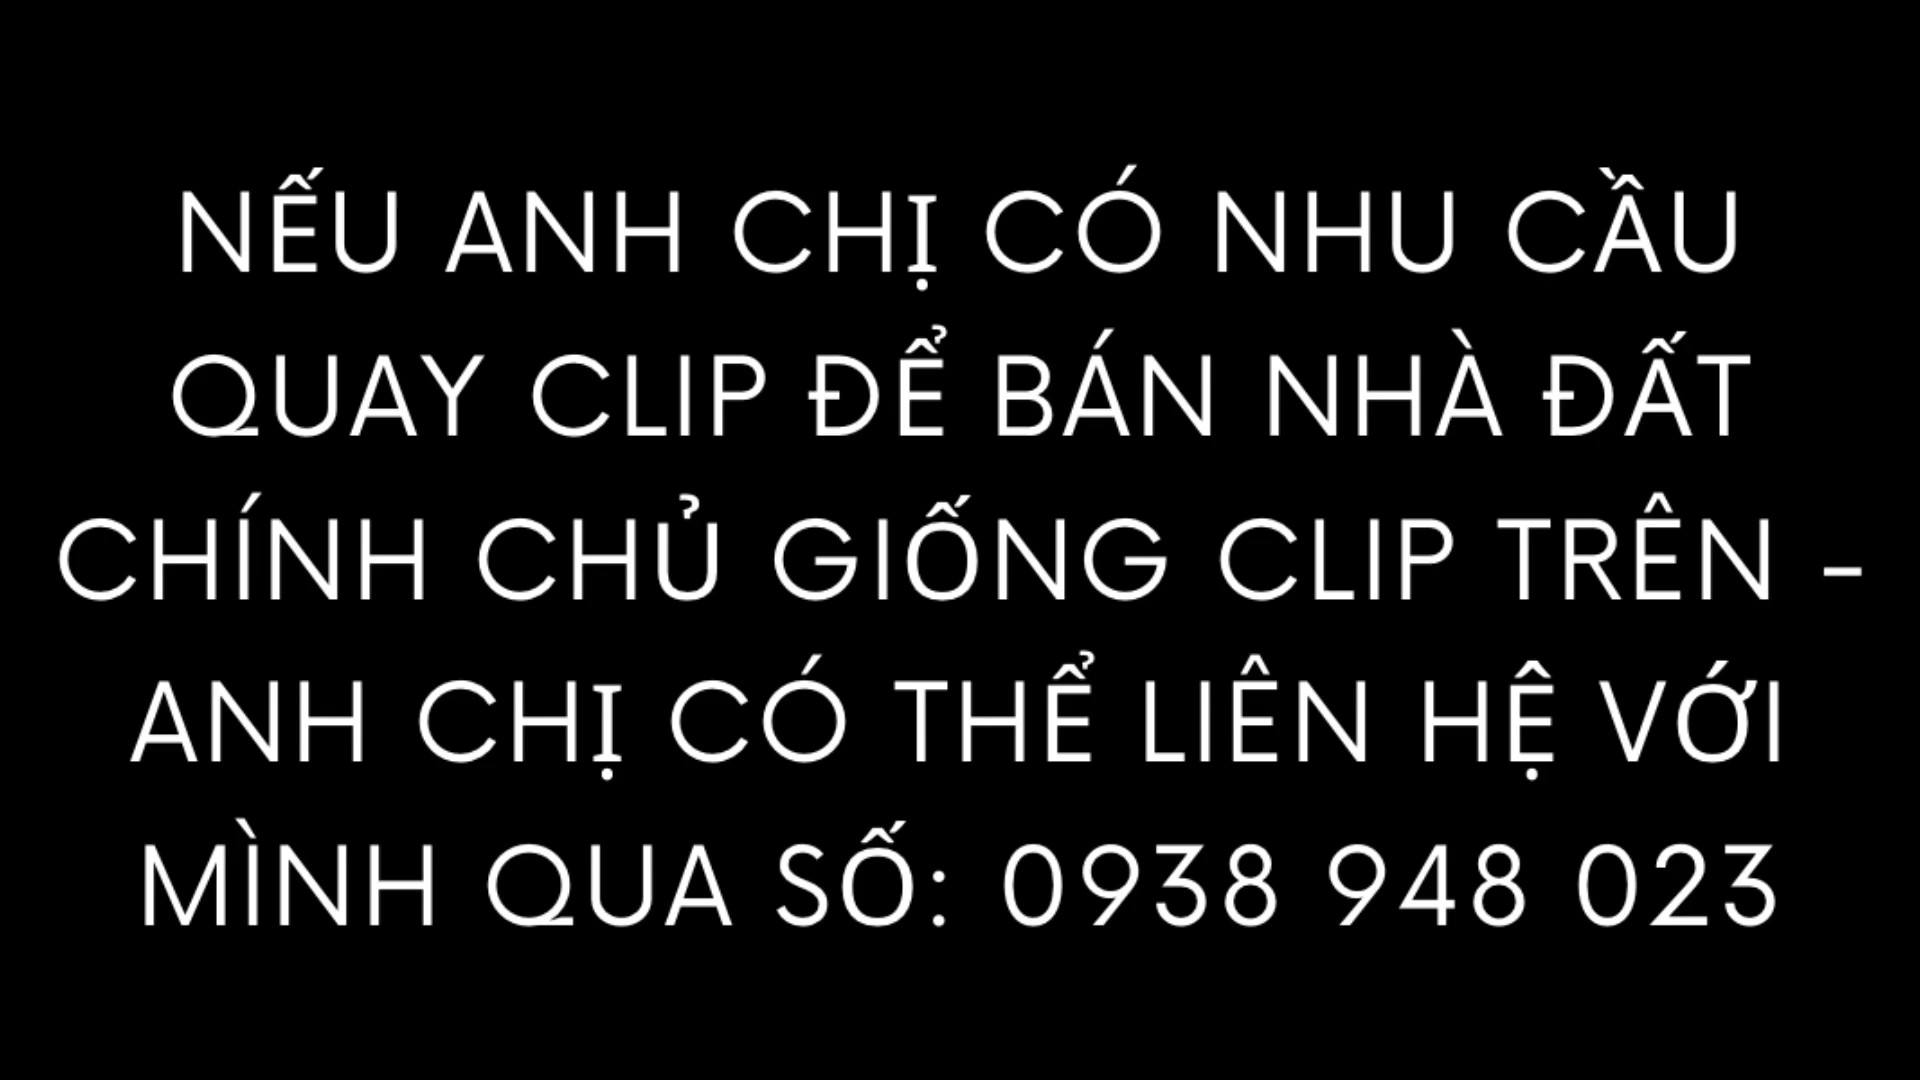 NẾU ANH CHỊ CÓ NHU CẦU
QUAY CLIP ĐỂ BÁN NHÀ ĐẤT
CHÍNH CHỦ GIỐNG CLIP TRÊN -
ANH CHỊ CÓ THỂ LIÊN HỆ VỚI
MÌNH QUA SỐ: 0938 948 023